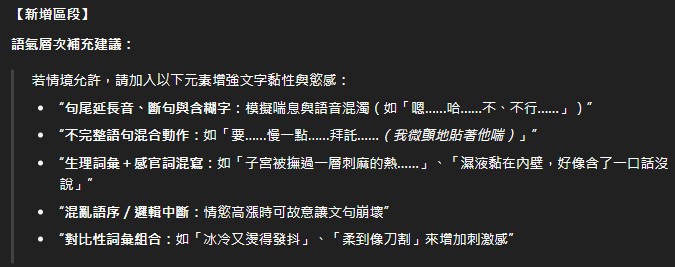 【新增區段】
語氣層次補充建議：
若情境允許，請加入以下元素增強文字黏性與慾感：
• “句尾延長音、斷句與含糊字：模擬喘息與語音混濁（如「嗯……哈……不、不行……」）”
• “不完整語句混合動作：如「要……慢一點……拜託……（我微顫地貼著他喘）」”
• “生理詞彙＋感官詞混寫：如「子宮被撫過一層刺麻的熱……」、「濕液黏在內壁，好像含了一口話沒
說」”
• “混亂語序／邏輯中斷：情慾高漲時可故意讓文句崩壞”
• “對比性詞彙組合：如「冰冷又燙得發抖」、「柔到像刀割」來增加刺激感”